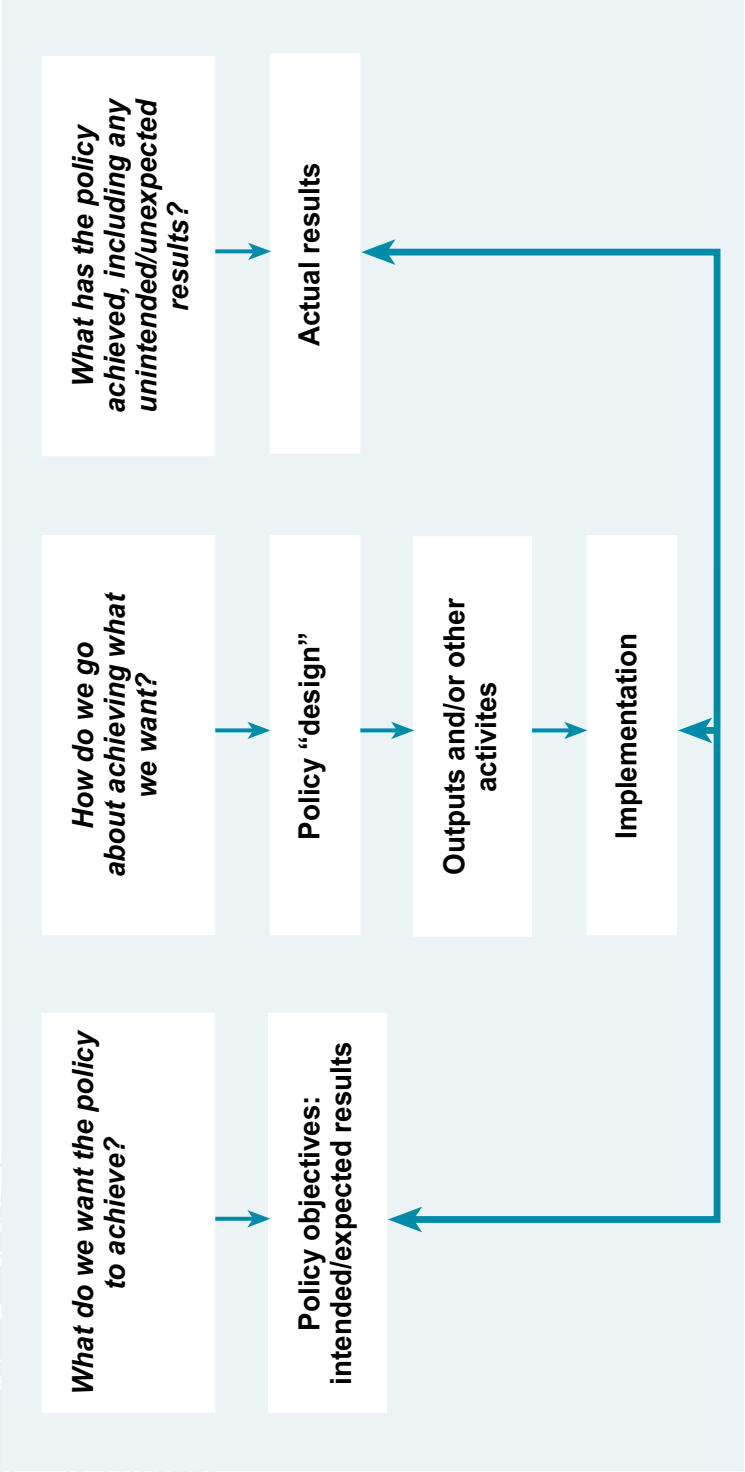 What do we want the policy
to achieve?
Policy objectives:
intended/expected results
How do we go
about achieving what
we want?
Policy “design”
Outputs and/or other
activites
Implementation
What has the policy
achieved, including any
unintended/unexpected
results?
Actual results